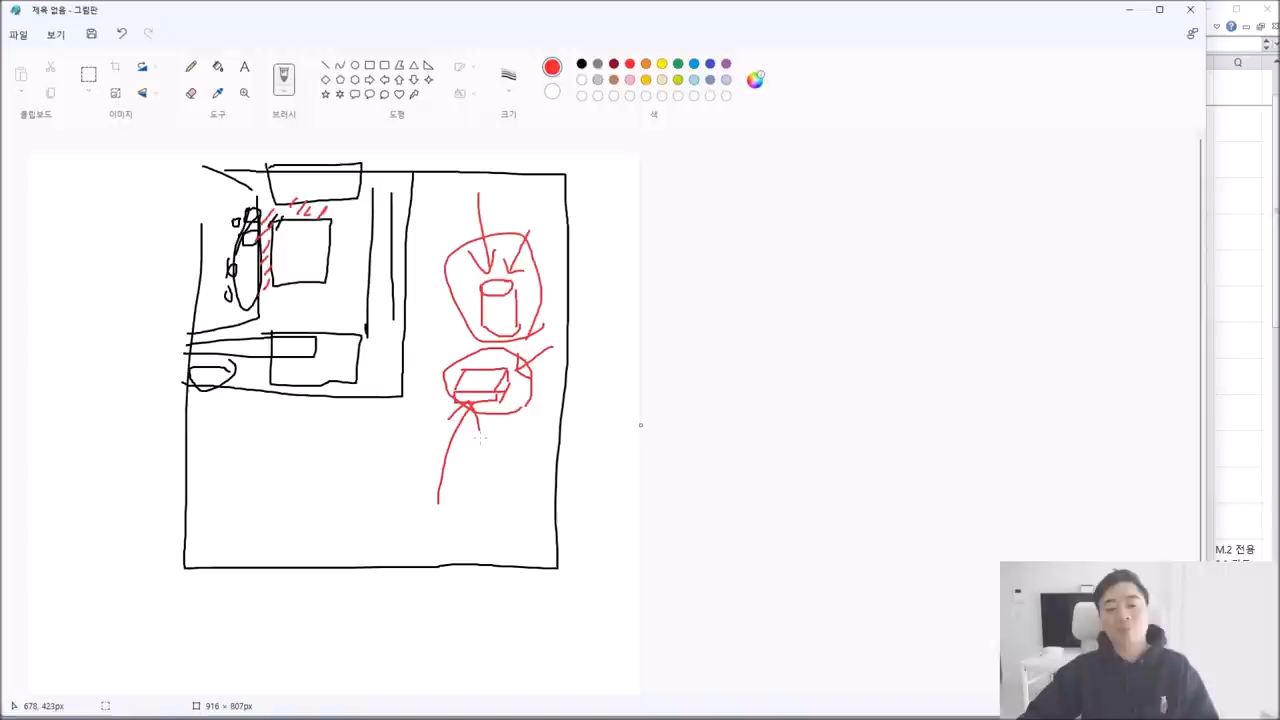 제목 없음 - 그림판
파일
보기
클립보드
이미지
도구
브러시
도형
크기
색
Q
M.2 전용
678, 423px
916 × 807px